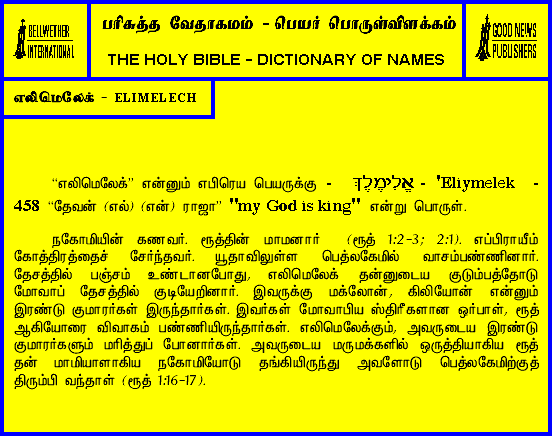 BELLWETHER
INTERNATIONAL
பரிசுத்த வேதாகமம் - பெயர் பொருள்விளக்கம்
THE HOLY BIBLE - DICTIONARY OF NAMES
GOOD NEWS
PUBLISHERS
எலிமெலேக் - ELIMELECH
“எலிமெலேக்” என்னும் எபிரெய பெயருக்கு - אֱלִימֶלֶךְ - 'Eliymelek -
458 “தேவன் (எல்) (என்) ராஜா” "my God is king" என்று பொருள்.
நகோமியின் கணவர். ரூத்தின் மாமனார் (ரூத் 1:2-3; 2:1). எப்பிராயீம்
கோத்திரத்தைச் சேர்ந்தவர். யூதாவிலுள்ள பெத்லகேமில் வாசம்பண்ணினார்.
தேசத்தில் பஞ்சம் உண்டானபோது, எலிமெலேக் தன்னுடைய குடும்பத்தோடு
மோவாப் தேசத்தில் குடியேறினார். இவருக்கு மக்லோன், கிலியோன் என்னும்
இரண்டு குமாரர்கள் இருந்தார்கள். இவர்கள் மோவாபிய ஸ்திரீகளான ஒர்பாள், ரூத்
ஆகியோரை விவாகம் பண்ணியிருந்தார்கள். எலிமெலேக்கும், அவருடைய இரண்டு
குமாரர்களும் மரித்துப் போனார்கள். அவருடைய மருமக்களில் ஒருத்தியாகிய ரூத்
தன் மாமியாளாகிய நகோமியோடு தங்கியிருந்து அவளோடு பெத்லகேமிற்குத்
திரும்பி வந்தாள் (ரூத் 1:16-17).